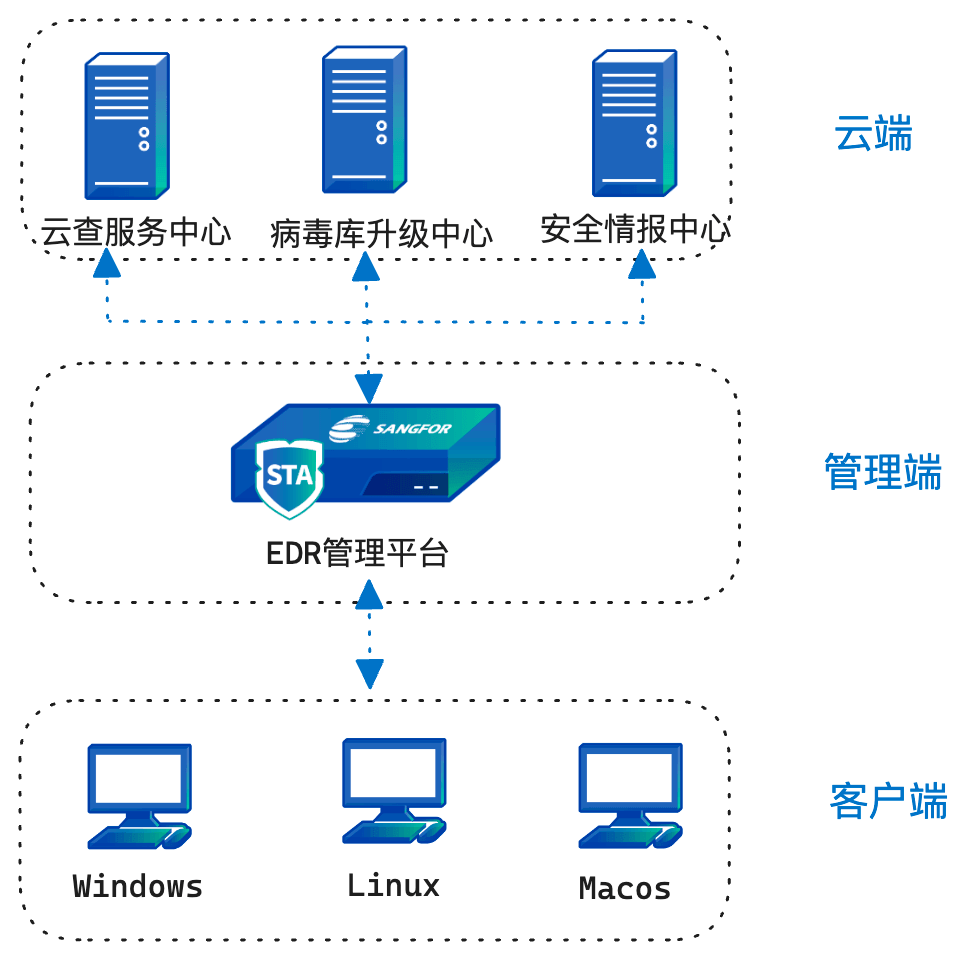 云查服务中心
病毒库升级中心
安全情报中心
云端
SANGFOR
STA
EDR管理平台
管理端
Windows
Linux
Macos
客户端